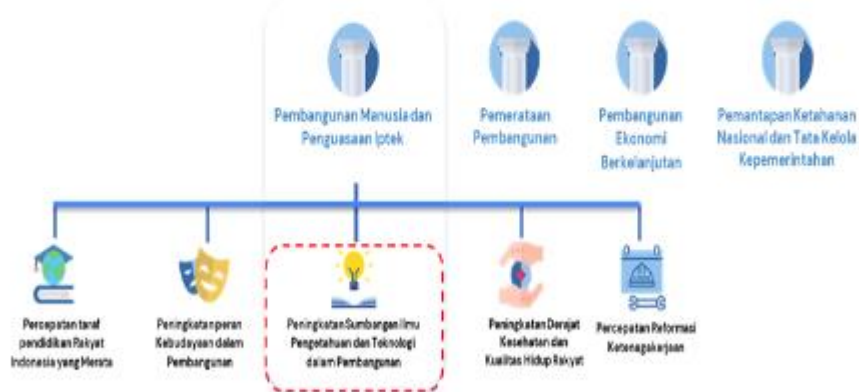 Pembangunan Manusia dan
Penguasaan Iptek
Pemerataan
Pembangunan
Pembangunan
Ekonomi
Berkelanjutan
Pemantapan Ketahanan
Nasional dan Tata Kelola
Kepemerintahan
Percepatan taraf
pendidikan Rakyat
Indonesia yang Merata
Peningkatan peran
Kebudayaan dalam
Pembangunan
Peningkatan Sumbangan Ilmu
Pengetahuan dan Teknologi
dalam Pembangunan
Peningkatan Derajat
Kesehatan dan
Kualitas Hidup Rakyat
Percepatan Reformasi
Ketenagakerjaan